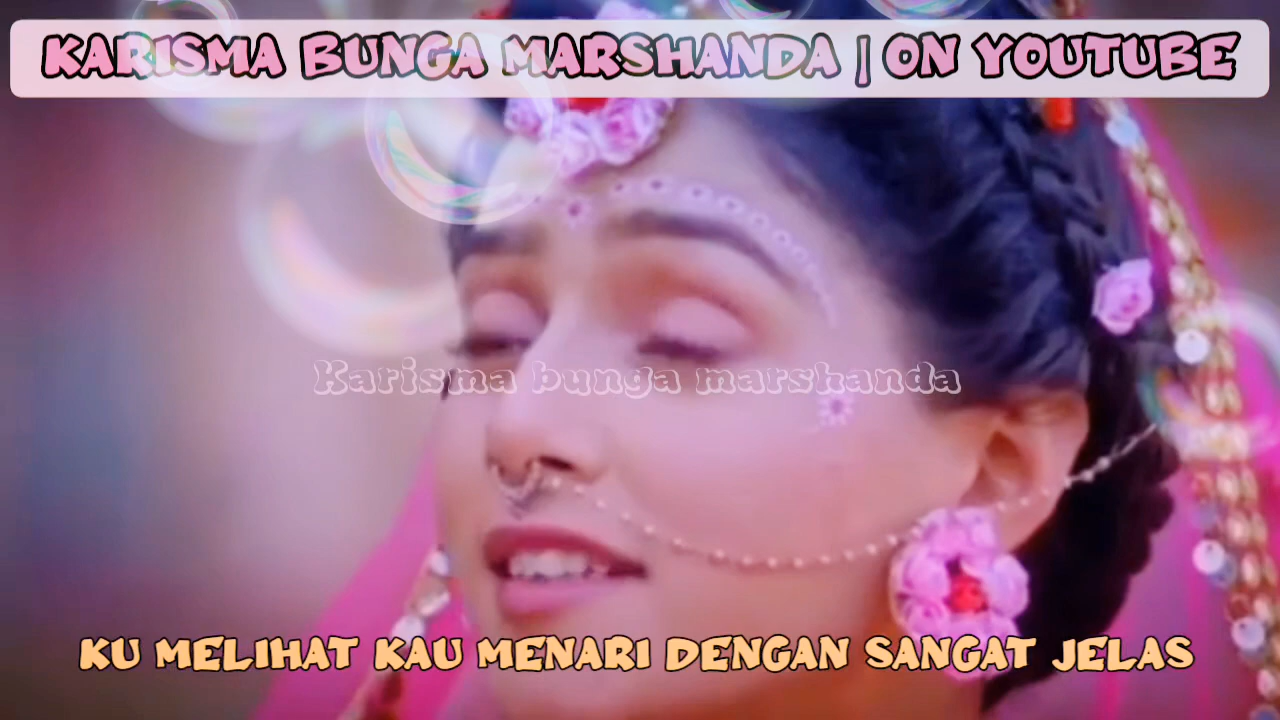 KARISMA BUNGA MARSHANDA | ON YOUTUBE
Karisma bunga marshanda
KU MELIHAT KAU MENARI DENGAN SANGAT JELAS